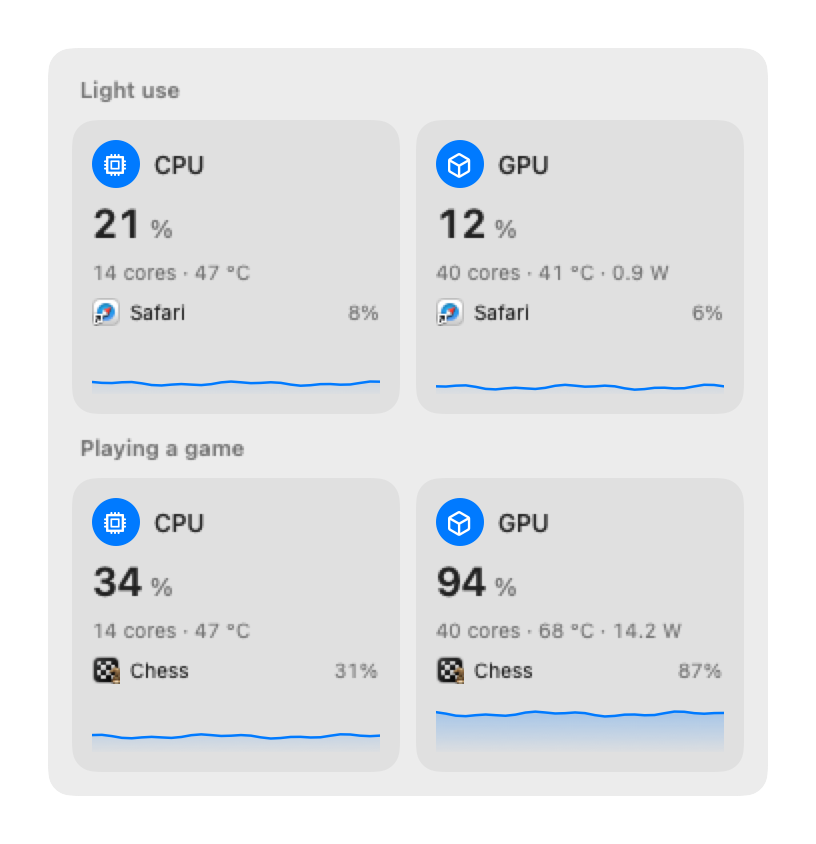 Light use
CPU
21 %
14 cores · 47 °C
Safari 8%
GPU
12 %
40 cores · 41 °C · 0.9 W
Safari 6%
Playing a game
CPU
34 %
14 cores · 47 °C
Chess 31%
GPU
94 %
40 cores · 68 °C · 14.2 W
Chess 87%